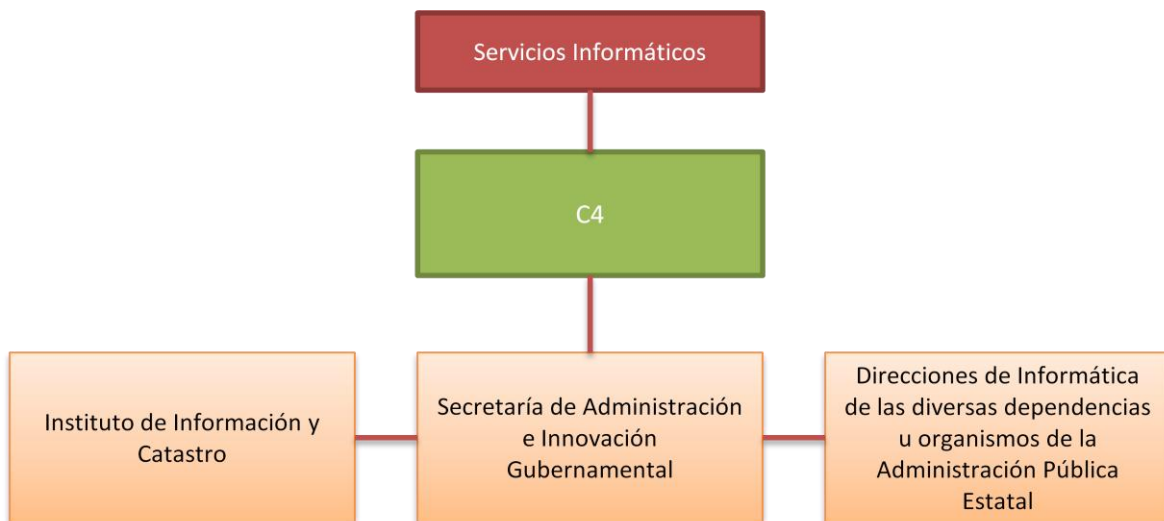 Servicios Informáticos
C4
Instituto de Información y
Catastro
Secretaría de Administración
e Innovación
Gubernamental
Direcciones de Informática
de las diversas dependencias
u organismos de la
Administración Pública
Estatal